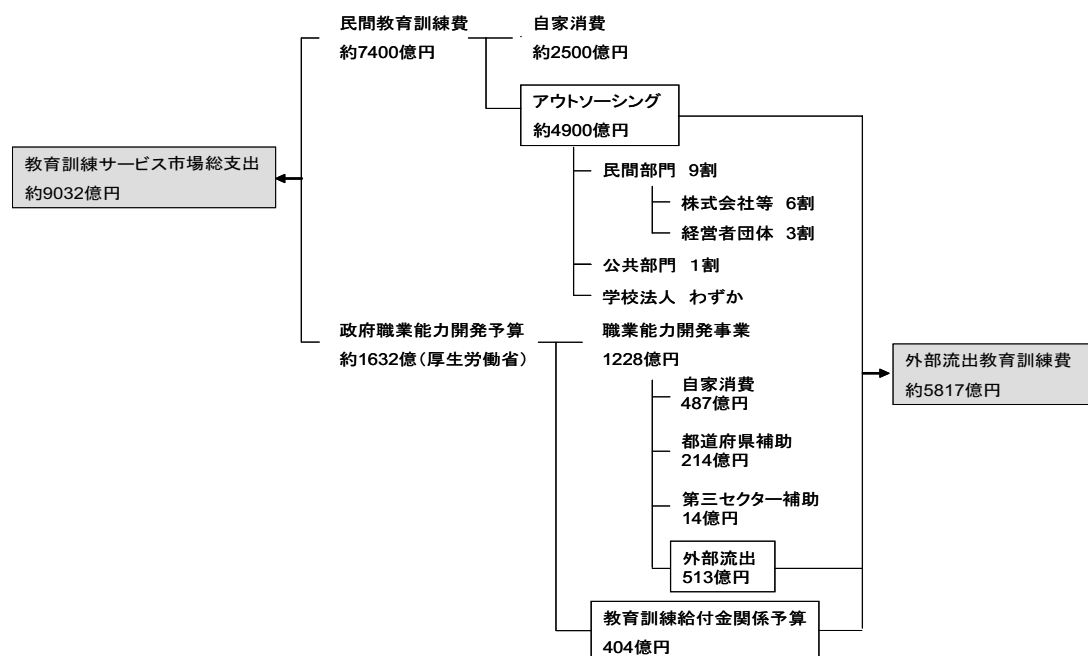 民間教育訓練費
約7400億円
自家消費
約2500億円
アウトソーシング
約4900億円
教育訓練サービス市場総支出
約9032億円
民間部門 9割
株式会社等 6割
経営者団体 3割
公共部門 1割
学校法人 わずか
政府職業能力開発予算
約1632億(厚生労働省)
職業能力開発事業
1228億円
外部流出教育訓練費
約5817億円
自家消費
487億円
都道府県補助
214億円
第三セクター補助
14億円
外部流出
513億円
教育訓練給付金関係予算
404億円